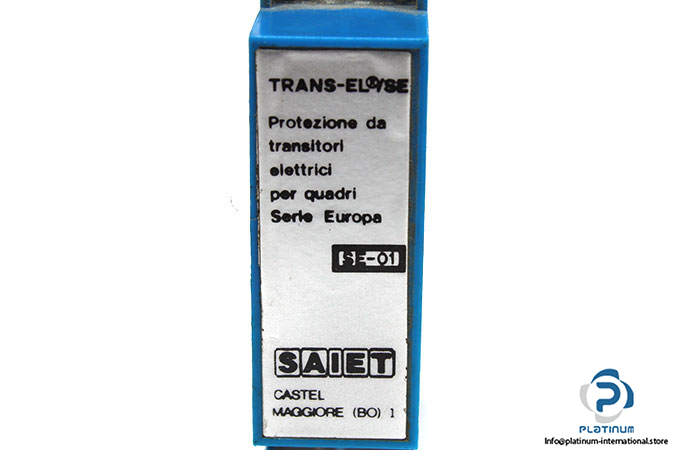 TRANS-EL®/SE
Protezione da
transitori
elettrici
per quadri
Serie Europa
SE-01
SAIET
CASTEL
MAGGIORE (BO) 1
PLATINUM
info@platinum-international.store